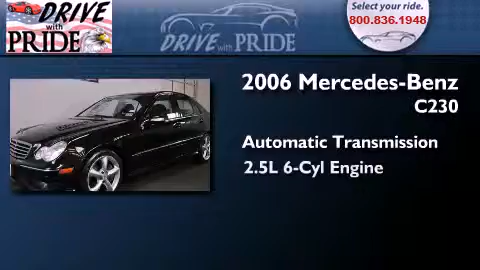 DRIVE
with
PRIDE
DRIVE with PRIDE
Select your ride.
800.836.1948
2006 Mercedes-Benz
C230
Automatic Transmission
2.5L 6-Cyl Engine